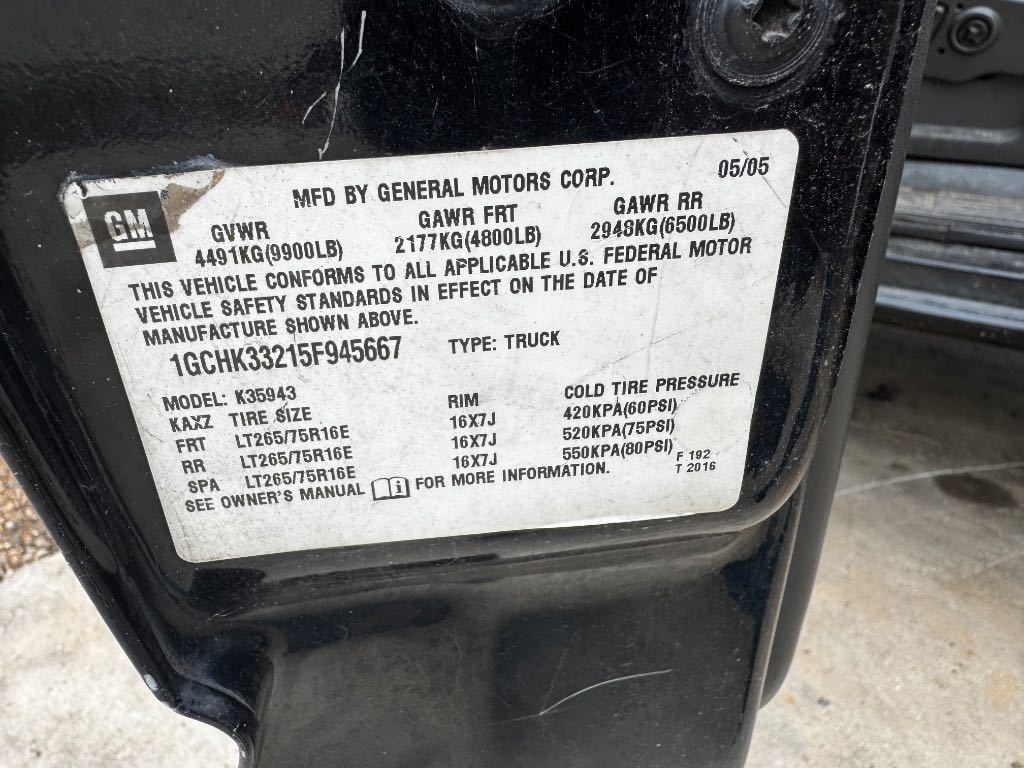 GM
MFD BY GENERAL MOTORS CORP. 05/05
GVWR GAWR FRT GAWR RR
4491KG(9900LB) 2177KG(4800LB) 2948KG(6500LB)
THIS VEHICLE CONFORMS TO ALL APPLICABLE U.S. FEDERAL MOTOR
VEHICLE SAFETY STANDARDS IN EFFECT ON THE DATE OF
MANUFACTURE SHOWN ABOVE.
1GCHK33215F945667 TYPE: TRUCK
MODEL: K35943
KAXZ TIRE SIZE RIM COLD TIRE PRESSURE
FRT LT265/75R16E 16X7J 420KPA(60PSI)
RR LT265/75R16E 16X7J 520KPA(75PSI)
SPA LT265/75R16E 16X7J 550KPA(80PSI)
SEE OWNER'S MANUAL i FOR MORE INFORMATION.
F 192
T 2016